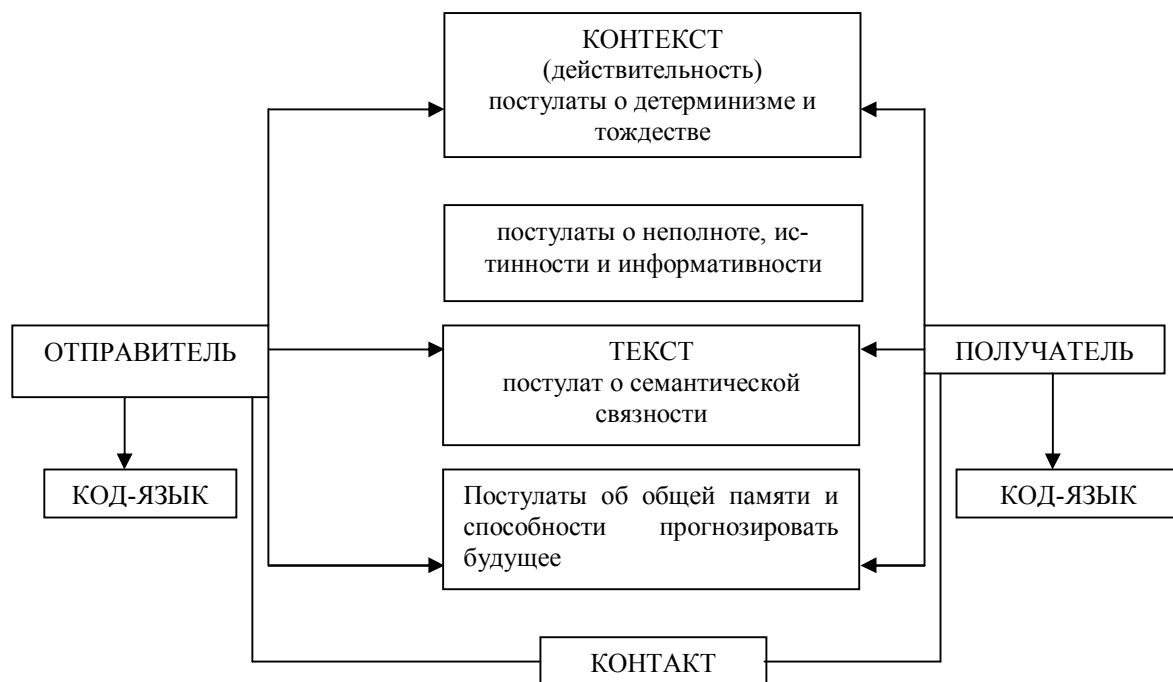 КОНТЕКСТ
(действительность)
постулаты о детерминизме и
тождестве
постулаты о неполноте, ис-
тинности и информативности
ОТПРАВИТЕЛЬ
ТЕКСТ
постулат о семантической
связности
ПОЛУЧАТЕЛЬ
КОД-ЯЗЫК
Постулаты об общей памяти и
способности прогнозировать
будущее
КОД-ЯЗЫК
КОНТАКТ